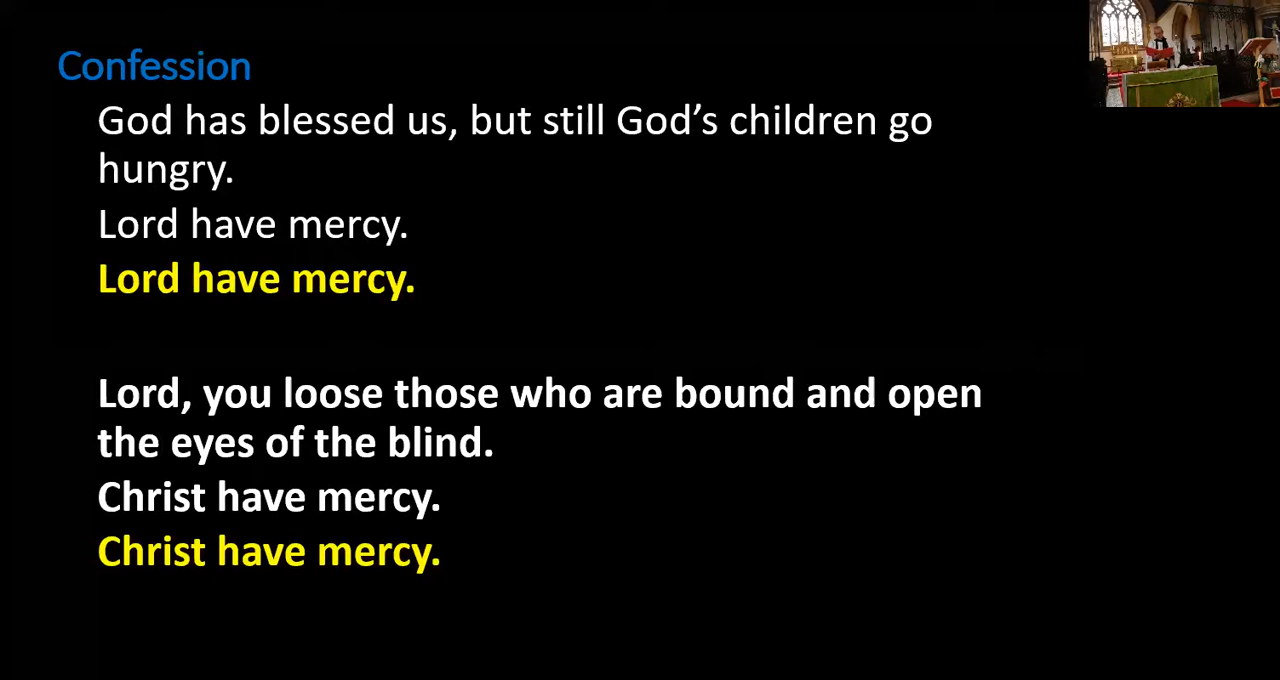 Confession
God has blessed us, but still God’s children go
hungry.
Lord have mercy.
Lord have mercy.
Lord, you loose those who are bound and open
the eyes of the blind.
Christ have mercy.
Christ have mercy.